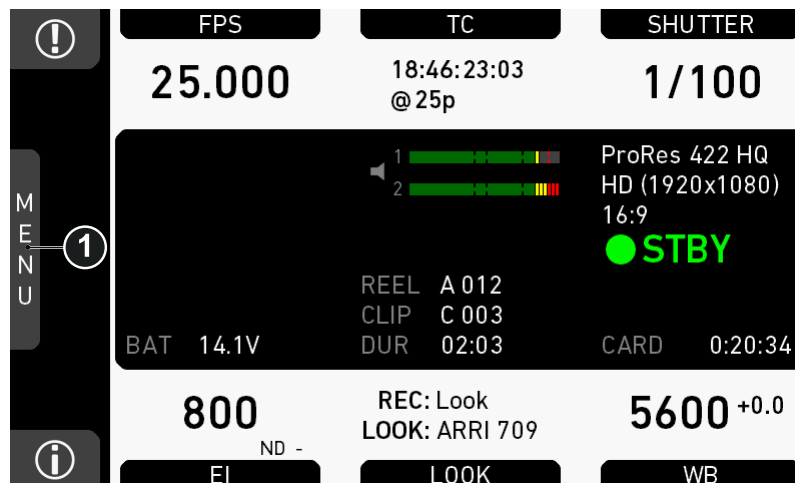 FPS TC SHUTTER
25.000 18:46:23:03 1/100
@25p
1 ProRes 422 HQ
2 HD (1920x1080)
16:9
MENU 1 STBY
REEL A 012
CLIP C 003
BAT 14.1V DUR 02:03 CARD 0:20:34
800 REC: Look 5600 +0.0
LOOK: ARRI 709
ND -
EI LOOK WB